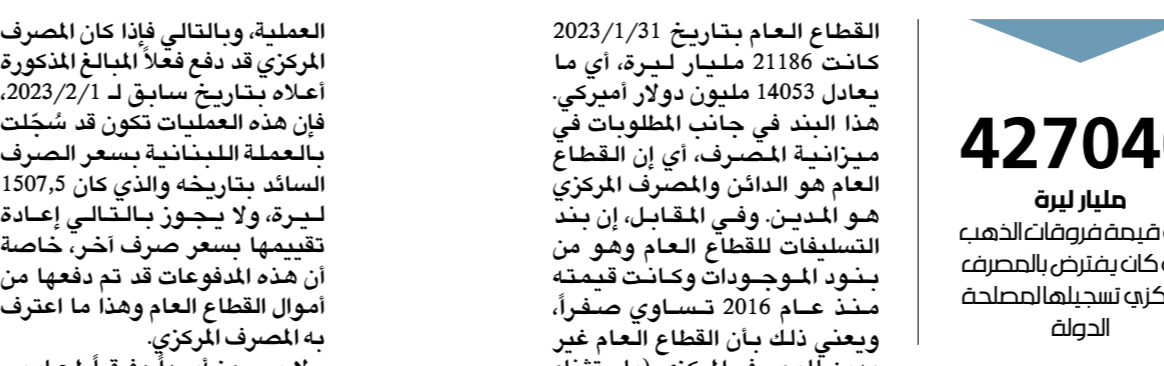 42704
مليار ليرة
قيمة فروقات الذهب
كان يفترض بالمصرف
تسجيلها لمصلحة
الدولة
القطاع العام بتاريخ 2023/1/31
كانت 21186 مليار ليرة، أي ما
يعادل 14053 مليون دولار أميركي.
هذا البند في جانب المطلوبات في
ميزانية المصرف، أي إن القطاع
العام هو الدائن والمصرف المركزي
هو المدين. وفي المقابل، إن بند
التسليفات للقطاع العام وهو من
بنود الموجودات وكانت قيمته
منذ عام 2016 تساوي صفراً،
ويعني ذلك بأن القطاع العام غير
العملية، وبالتالي فإذا كان المصرف
المركزي قد دفع فعلاً المبالغ المذكورة
أعلاه بتاريخ سابق لـ 2023/2/1،
فإن هذه العمليات تكون قد سُجّلت
بالعملة اللبنانية بسعر الصرف
السائد بتاريخه والذي كان 1507,5
ليرة، ولا يجوز بالتالي إعادة
تقييمها بسعر صرف آخر، خاصة
أن هذه المدفوعات قد تم دفعها من
أموال القطاع العام وهذا ما اعترف
به المصرف المركزي.